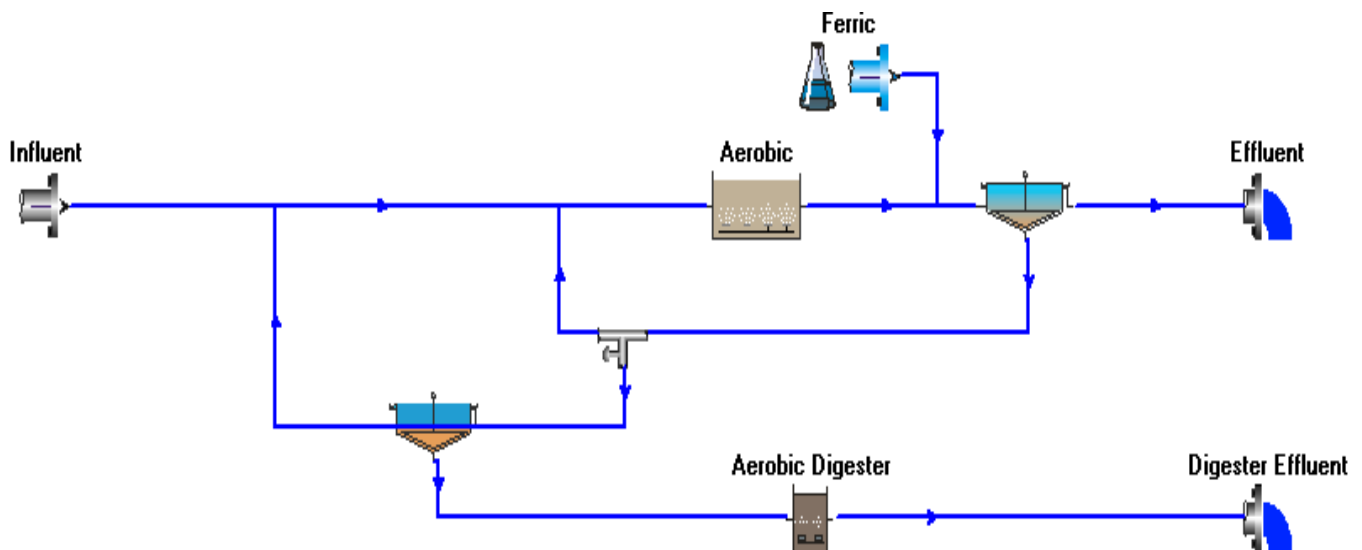 Ferric
Influent
Aerobic
Effluent
Aerobic Digester
Digester Effluent